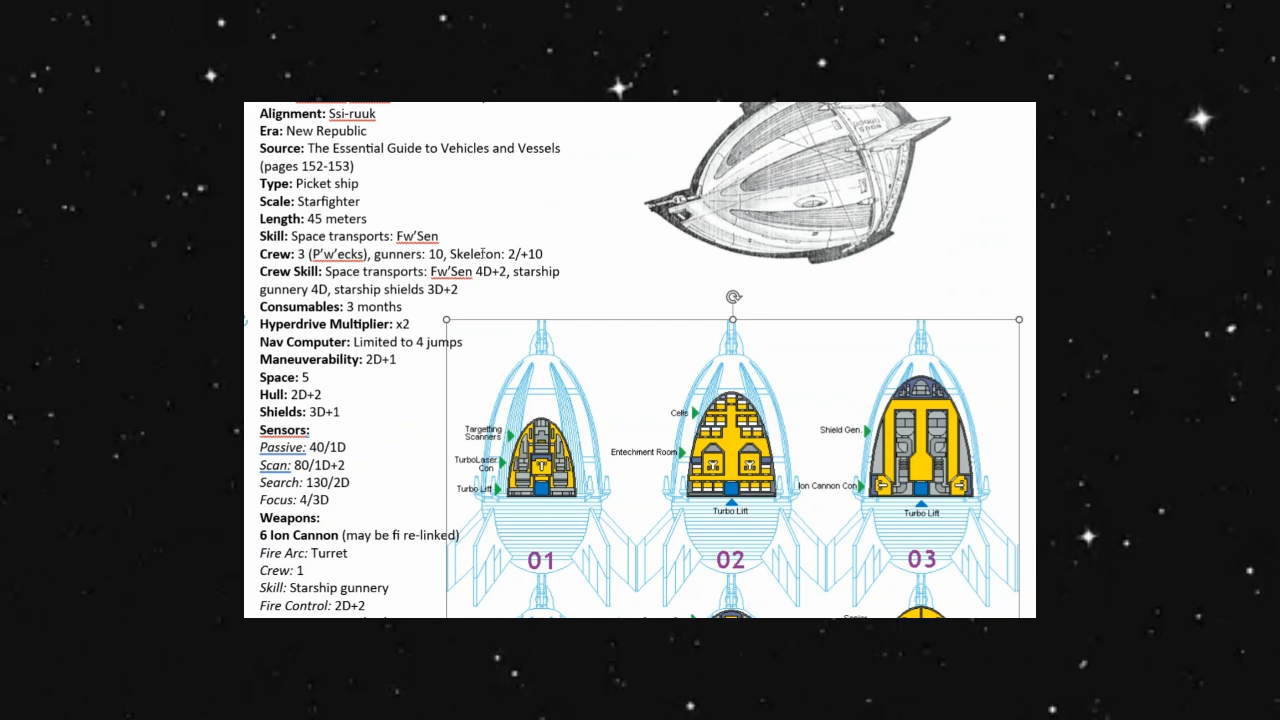 Alignment: Ssi-ruuk
Era: New Republic
Source: The Essential Guide to Vehicles and Vessels
(pages 152-153)
Type: Picket ship
Scale: Starfighter
Length: 45 meters
Skill: Space transports: Fw'Sen
Crew: 3 (P'w'ecks), gunners: 10, Skeleton: 2/+10
Crew Skill: Space transports: Fw'Sen 4D+2, starship
gunnery 4D, starship shields 3D+2
Consumables: 3 months
Hyperdrive Multiplier: x2
Nav Computer: Limited to 4 jumps
Maneuverability: 2D+1
Space: 5
Hull: 2D+2
Shields: 3D+1
Sensors:
Passive: 40/1D
Scan: 80/1D+2
Search: 130/2D
Focus: 4/3D
Weapons:
6 Ion Cannon (may be fi re-linked)
Fire Arc: Turret
Crew: 1
Skill: Starship gunnery
Fire Control: 2D+2
Targetting
Scanners
TurboLaser
Con
Turbo Lift
01
Cells
Entechment Room
Turbo Lift
02
Shield Gen.
Ion Cannon Con
Turbo Lift
03